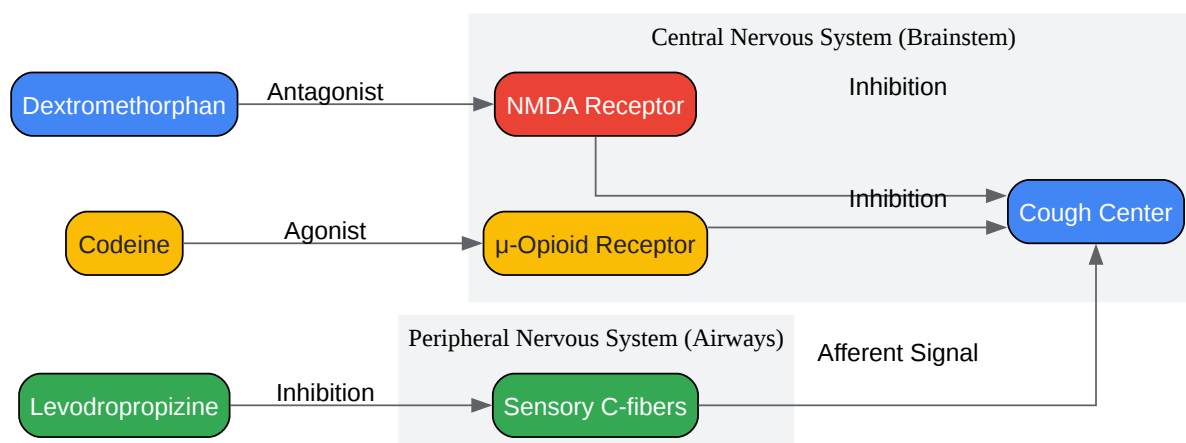 Central Nervous System (Brainstem)
Dextromethorphan
Antagonist
NMDA Receptor
Inhibition
Inhibition
Cough Center
Codeine
Agonist
μ-Opioid Receptor
Peripheral Nervous System (Airways)
Afferent Signal
Levodropropizine
Inhibition
Sensory C-fibers